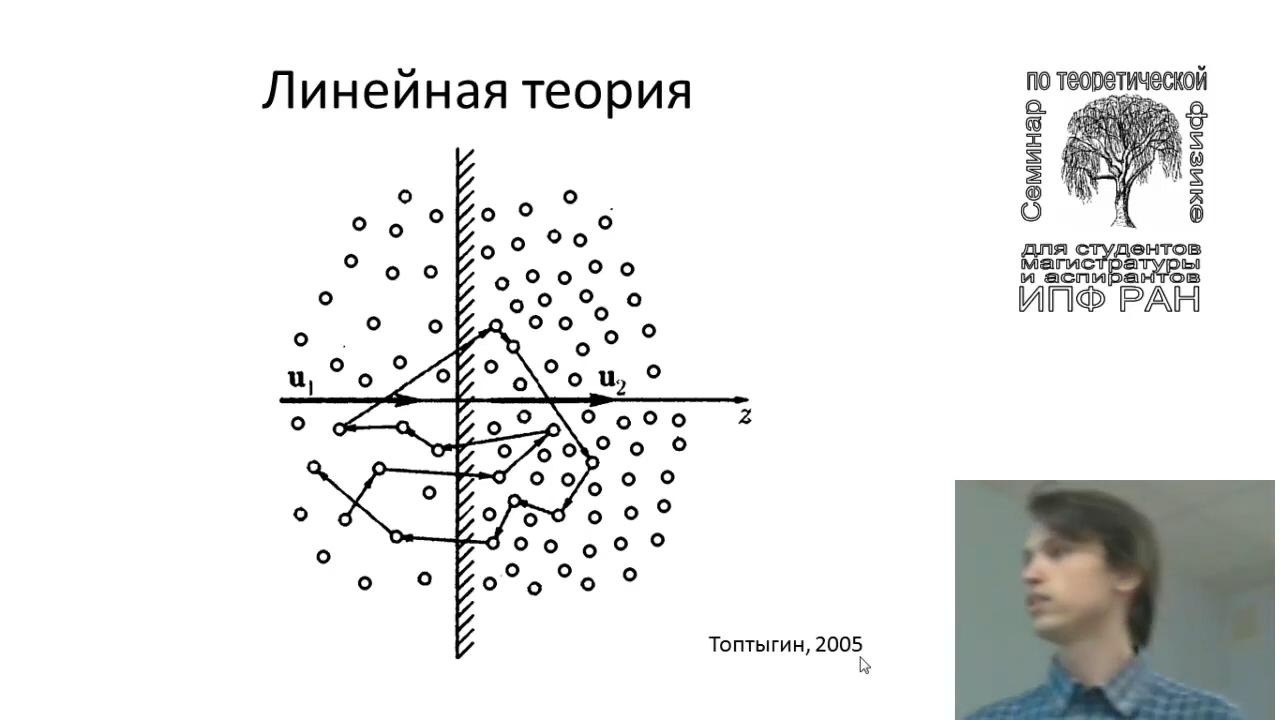 Линейная теория
по теоретической
Семинар
физике
для студентов
магистратуры
и аспирантов
ИПФ РАН
u₁
u₂
z
Топтыгин, 2005